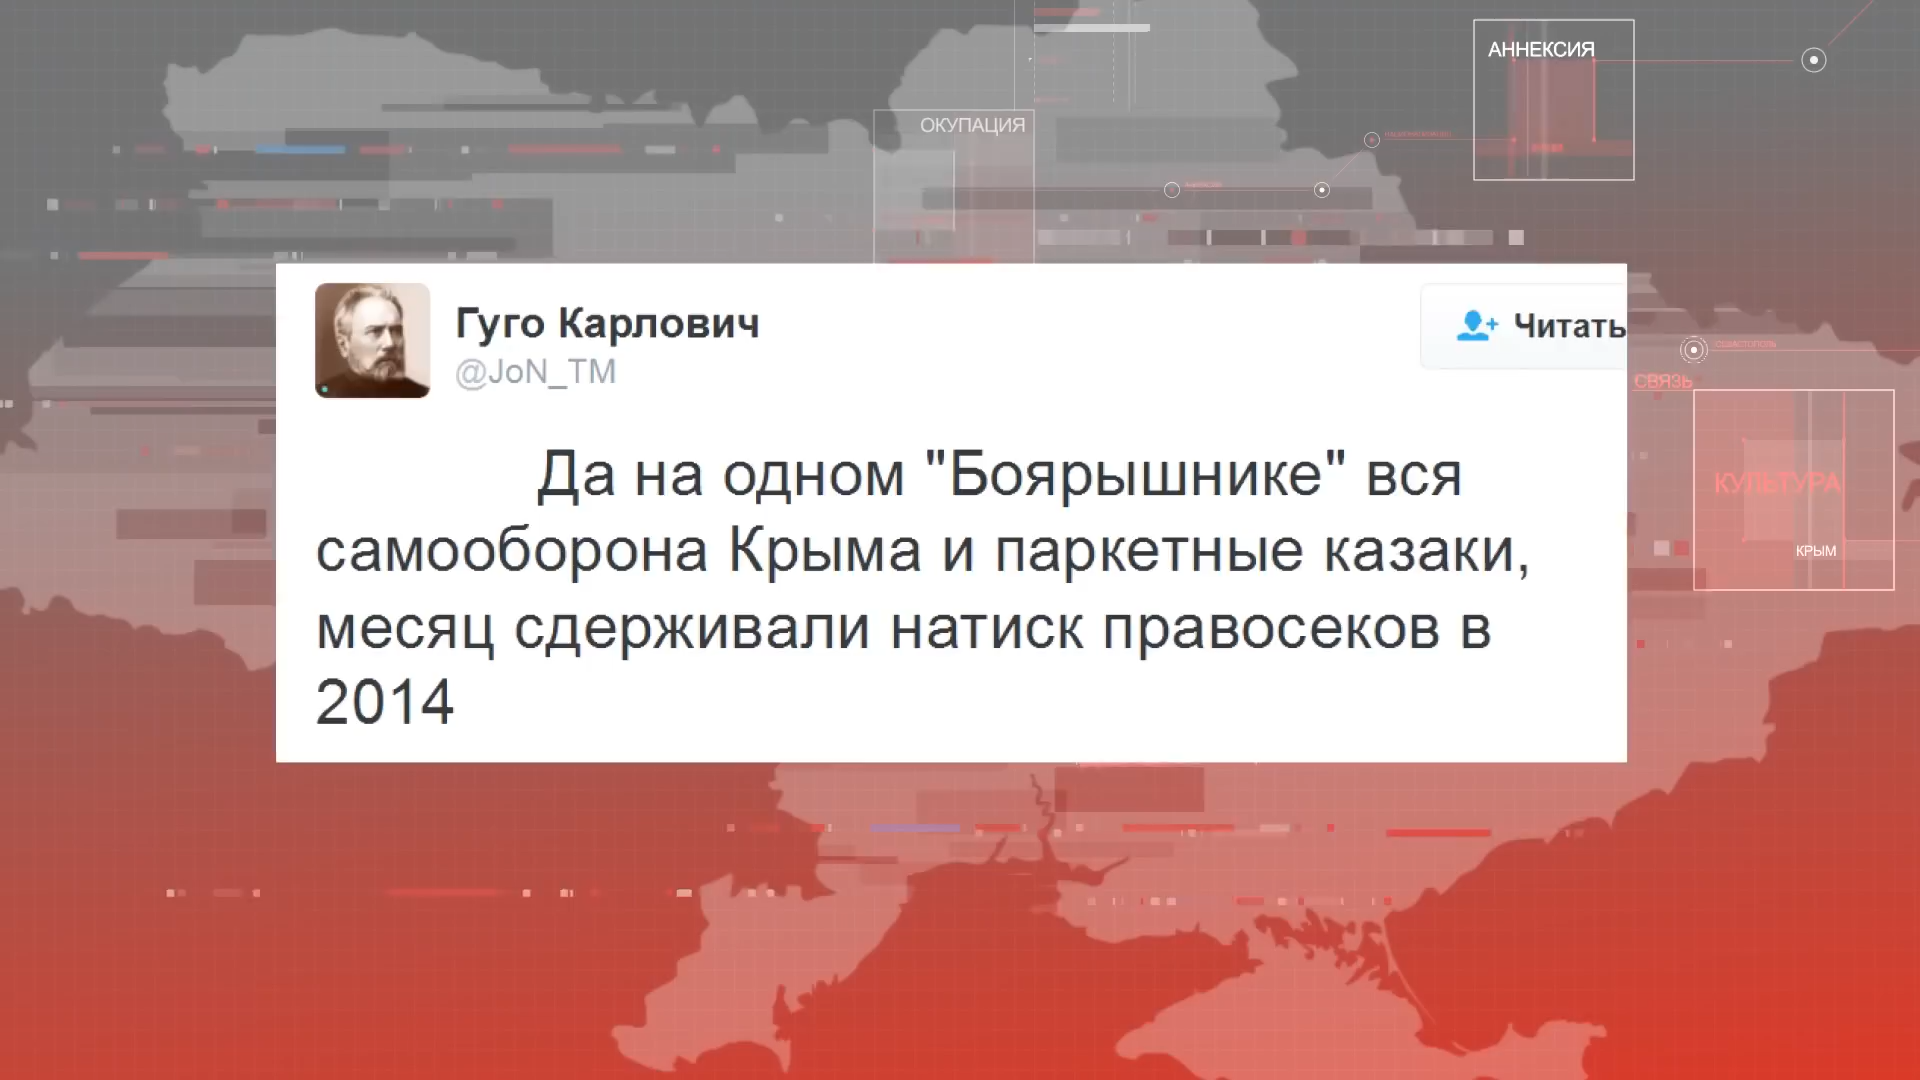 АННЕКСИЯ
ОКУПАЦИЯ
Гуго Карлович
@JoN_TM
Читать
Да на одном "Боярышнике" вся
самооборона Крыма и паркетные казаки,
месяц сдерживали натиск правосеков в
2014
СВЯЗЬ
КУЛЬТУРА
КРЫМ